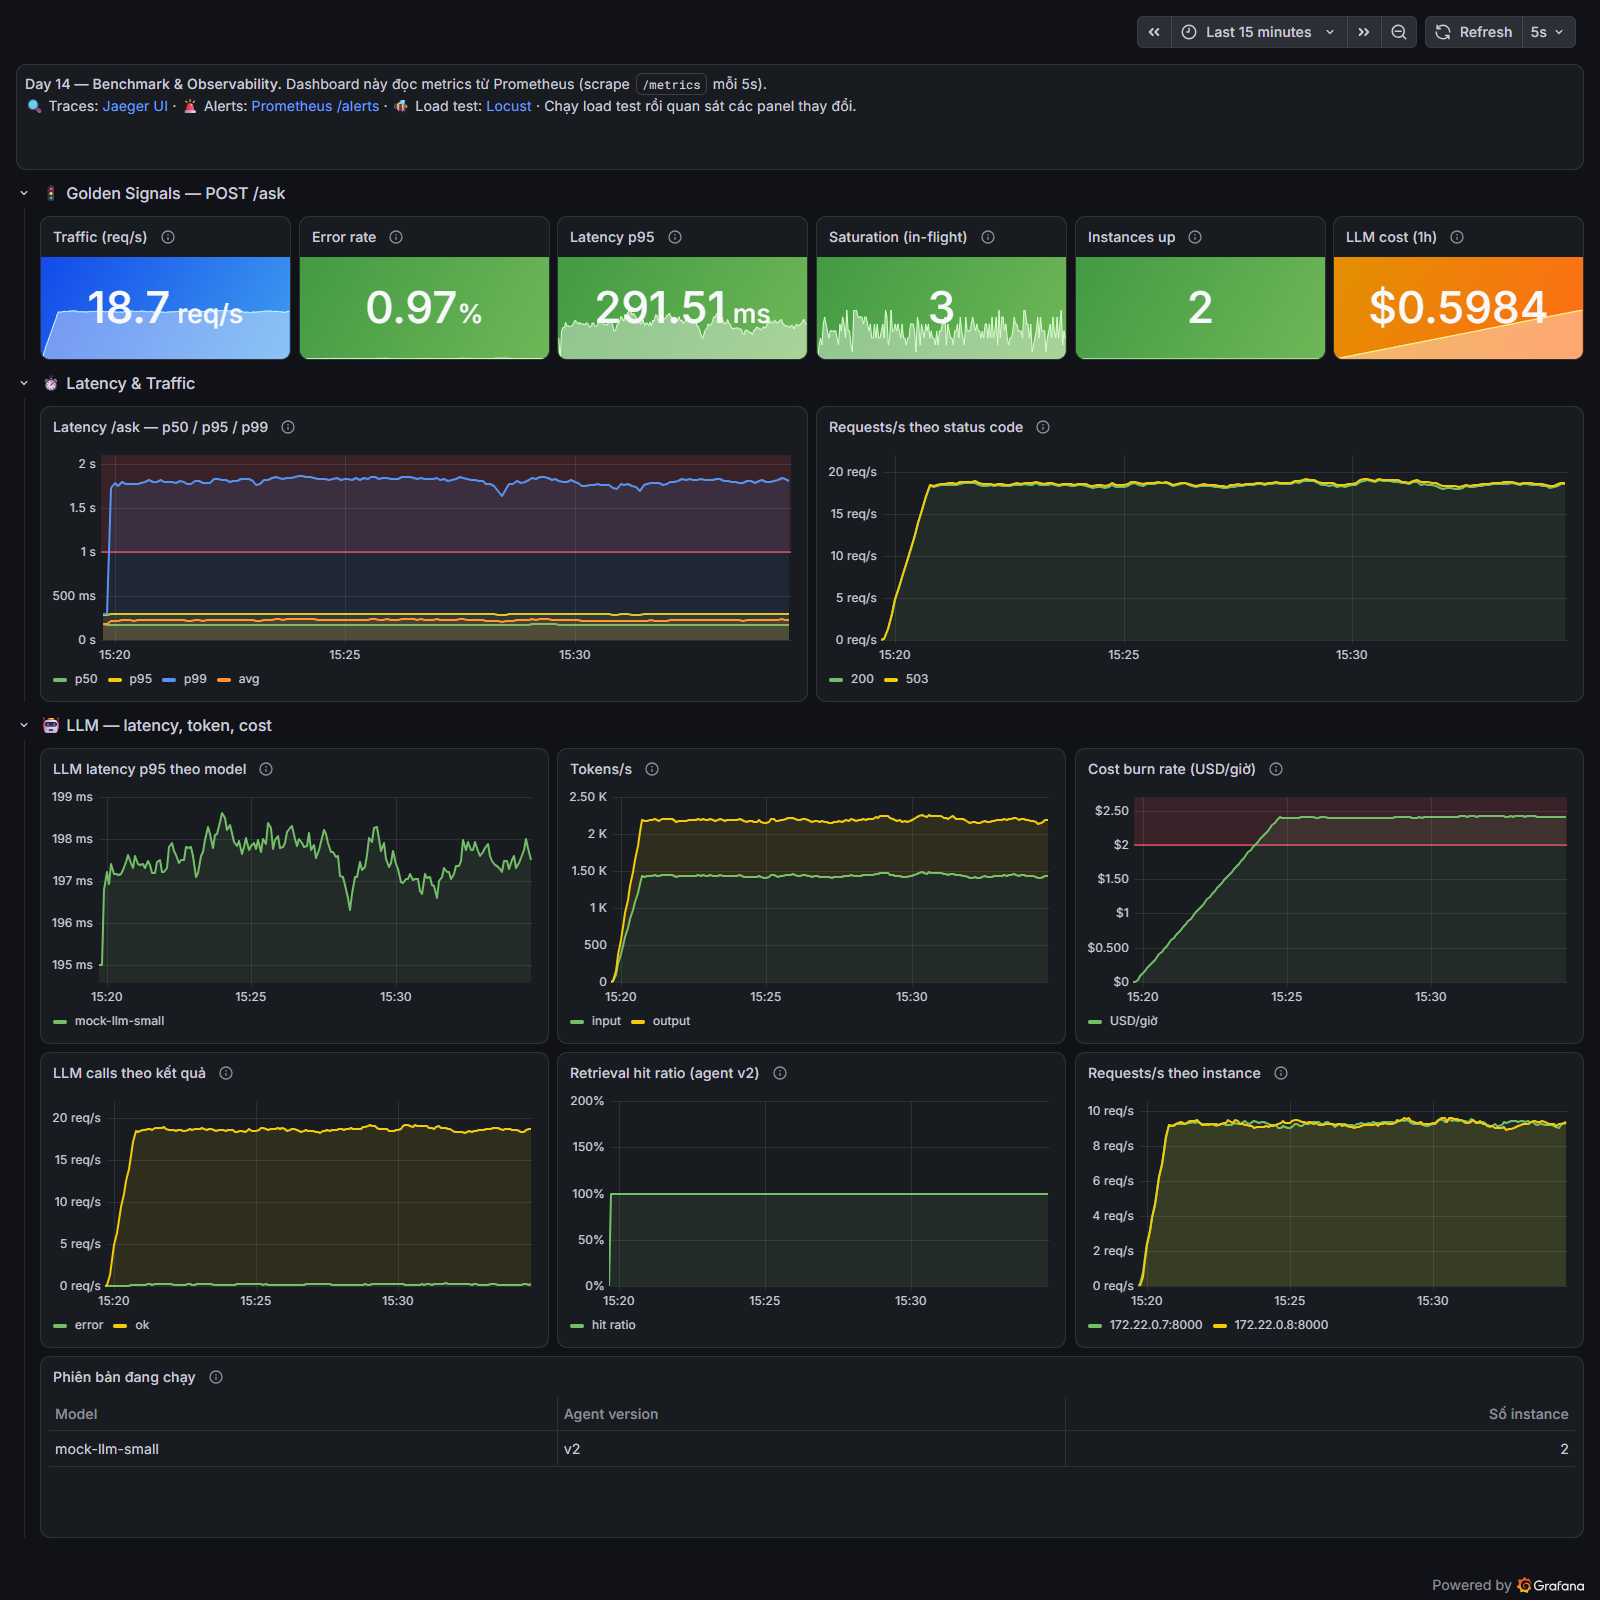 Last 15 minutes
Refresh
5s
Day 14 — Benchmark & Observability. Dashboard này đọc metrics từ Prometheus (scrape /metrics mỗi 5s).
Traces: Jaeger UI · Alerts: Prometheus /alerts · Load test: Locust · Chạy load test rồi quan sát các panel thay đổi.
Golden Signals — POST /ask
Traffic (req/s)
18.7 req/s
Error rate
0.97%
Latency p95
291.51 ms
Saturation (in-flight)
3
Instances up
2
LLM cost (1h)
$0.5984
Latency & Traffic
Latency /ask — p50 / p95 / p99
2 s
1.5 s
1 s
500 ms
0 s
15:20 15:25 15:30
p50 p95 p99 avg
Requests/s theo status code
20 req/s
15 req/s
10 req/s
5 req/s
0 req/s
15:20 15:25 15:30
200 503
LLM — latency, token, cost
LLM latency p95 theo model
199 ms
198 ms
197 ms
196 ms
195 ms
15:20 15:25 15:30
mock-llm-small
Tokens/s
2.50 K
2 K
1.50 K
1 K
500
0
15:20 15:25 15:30
input output
Cost burn rate (USD/giờ)
$2.50
$2
$1.50
$1
$0.500
$0
15:20 15:25 15:30
USD/giờ
LLM calls theo kết quả
20 req/s
15 req/s
10 req/s
5 req/s
0 req/s
15:20 15:25 15:30
error ok
Retrieval hit ratio (agent v2)
200%
150%
100%
50%
0%
15:20 15:25 15:30
hit ratio
Requests/s theo instance
10 req/s
8 req/s
6 req/s
4 req/s
2 req/s
0 req/s
15:20 15:25 15:30
172.22.0.7:8000 172.22.0.8:8000
Phiên bản đang chạy
Model Agent version Số instance
mock-llm-small v2 2
Powered by Grafana